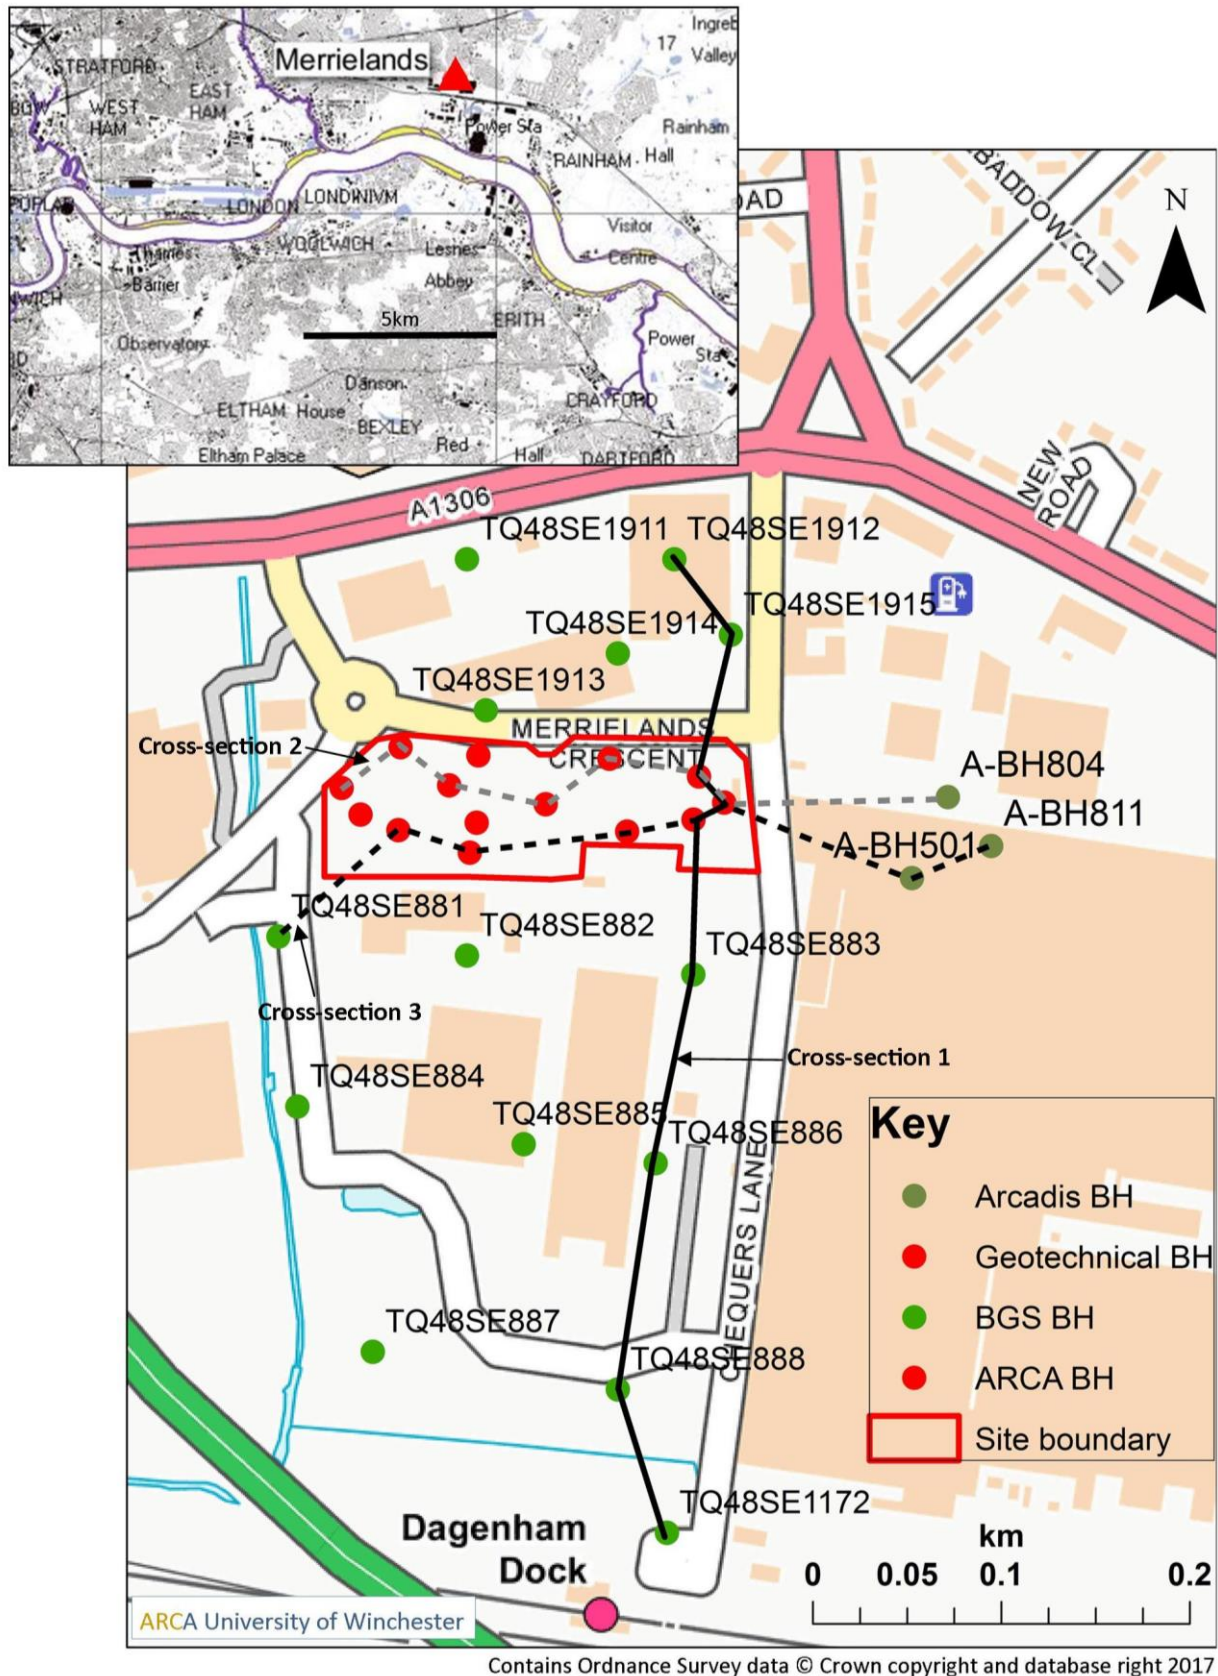 Merrielands
17
Ingreb
Valley
STRATFORD
EAST
HAM
BOW
WEST
HAM
Power Sta
Rainham
RAINHAM Hall
POPLAR
LONDON
LONDINIVM
WOOLWICH
Lesnes
Abbey
Visitor
Centre
Thames
Barrier
NWICH
5km
ERITH
Observatory
Power
Sta
Danson
ELTHAM House
CRAYFORD
BEXLEY
Red
Eltham Palace
Hall
DARTFORD
OAD
BADDOW CL
N
NEW
ROAD
A1306
TQ48SE1911
TQ48SE1912
TQ48SE1915
TQ48SE1914
TQ48SE1913
MERRIELANDS
CRESCENT
Cross-section 2
A-BH804
A-BH811
A-BH501
TQ48SE881
TQ48SE882
TQ48SE883
Cross-section 3
Cross-section 1
TQ48SE884
TQ48SE885
TQ48SE886
CHEQUERS LANE
TQ48SE887
TQ48SE888
TQ48SE1172
Key
Arcadis BH
Geotechnical BH
BGS BH
ARCA BH
Site boundary
Dagenham
Dock
km
0 0.05 0.1 0.2
ARCA University of Winchester
Contains Ordnance Survey data © Crown copyright and database right 2017